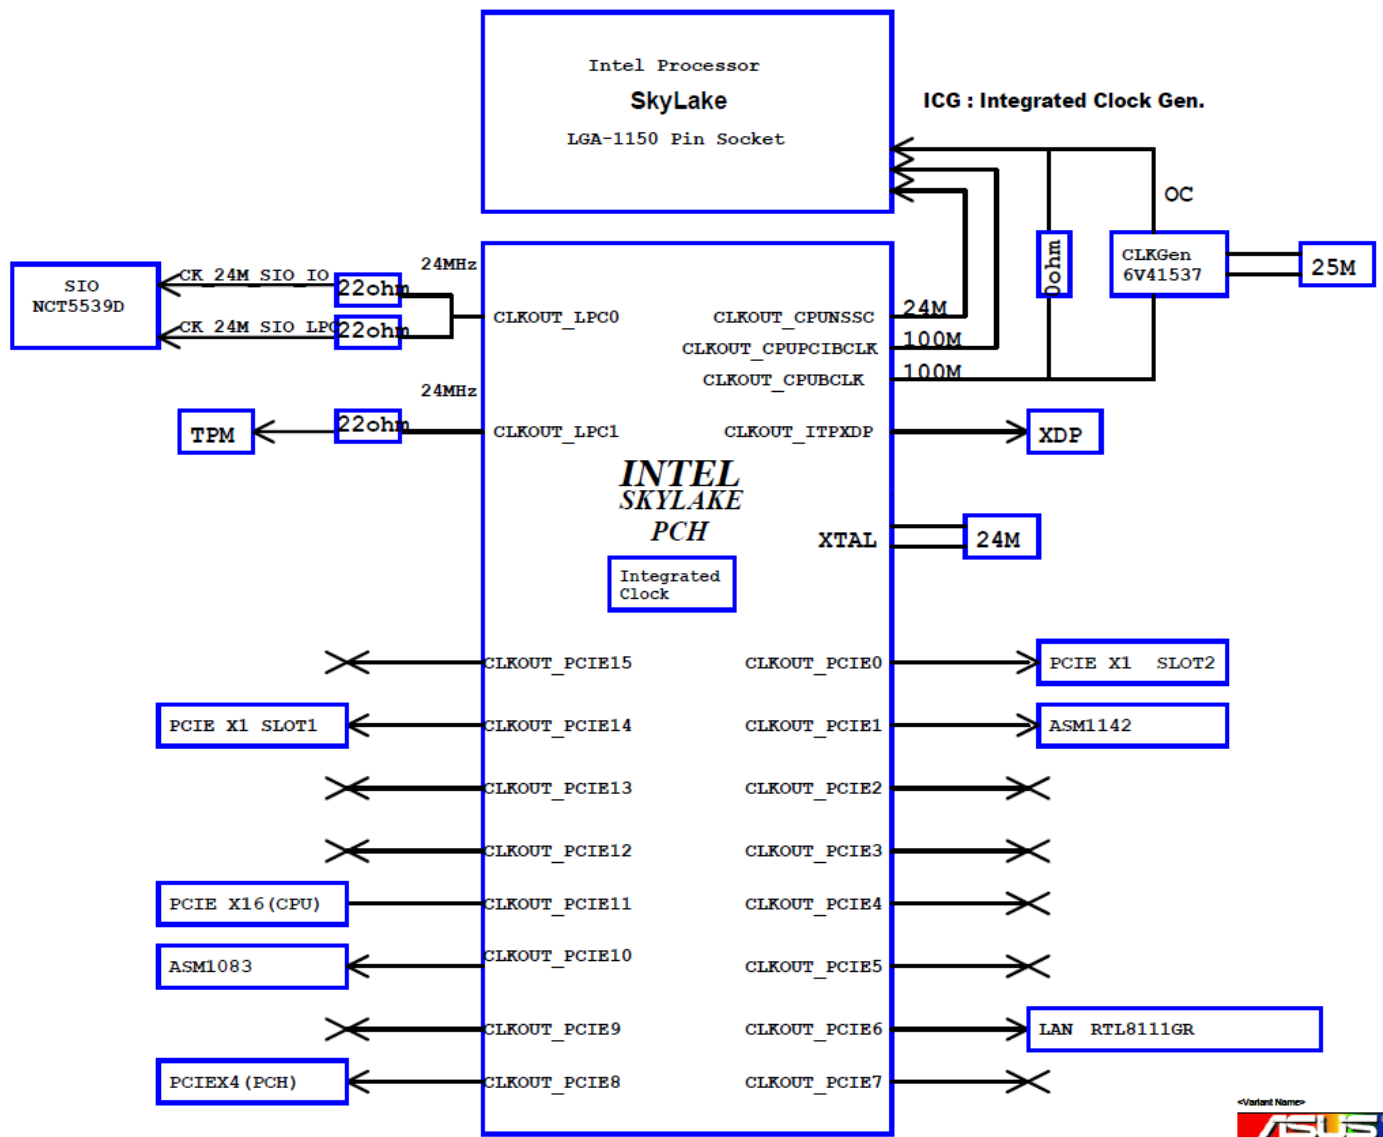 Intel Processor
SkyLake
LGA-1150 Pin Socket
ICG : Integrated Clock Gen.
OC
CLKGen
6V41537
25M
0ohm
SIO
NCT5539D
CK_24M_SIO_IO
22ohm
24MHz
CK_24M_SIO_LPC
22ohm
CLKOUT_LPC0
CLKOUT_CPUNSSC
24M
CLKOUT_CPUPCIBCLK
100M
CLKOUT_CPUBCLK
100M
24MHz
TPM
22ohm
CLKOUT_LPC1
CLKOUT_ITPXDP
XDP
INTEL
SKYLAKE
PCH
XTAL
24M
Integrated
Clock
CLKOUT_PCIE15
CLKOUT_PCIE0
PCIE X1 SLOT2
PCIE X1 SLOT1
CLKOUT_PCIE14
CLKOUT_PCIE1
ASM1142
CLKOUT_PCIE13
CLKOUT_PCIE2
CLKOUT_PCIE12
CLKOUT_PCIE3
PCIE X16(CPU)
CLKOUT_PCIE11
CLKOUT_PCIE4
ASM1083
CLKOUT_PCIE10
CLKOUT_PCIE5
CLKOUT_PCIE9
CLKOUT_PCIE6
LAN RTL8111GR
PCIEX4(PCH)
CLKOUT_PCIE8
CLKOUT_PCIE7
<Variant Name>
ASUS